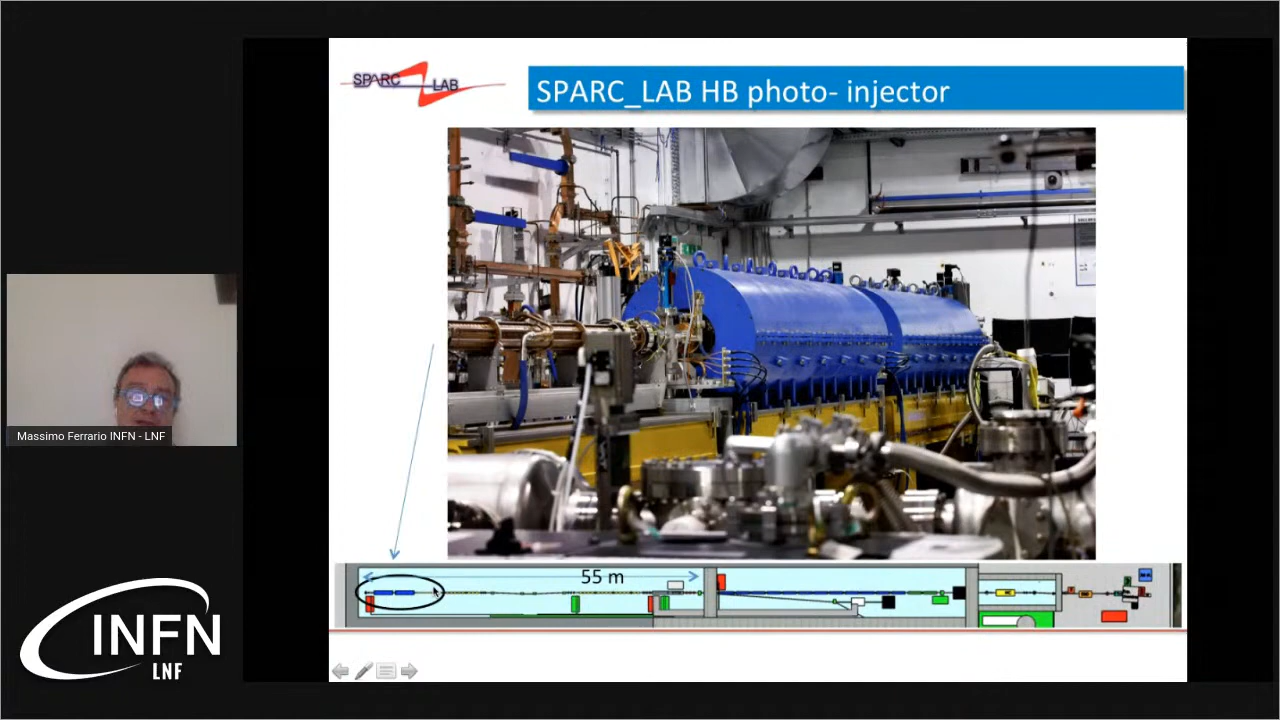 SPARC LAB
SPARC_LAB HB photo- injector
Massimo Ferrario INFN - LNF
55 m
INFN
LNF